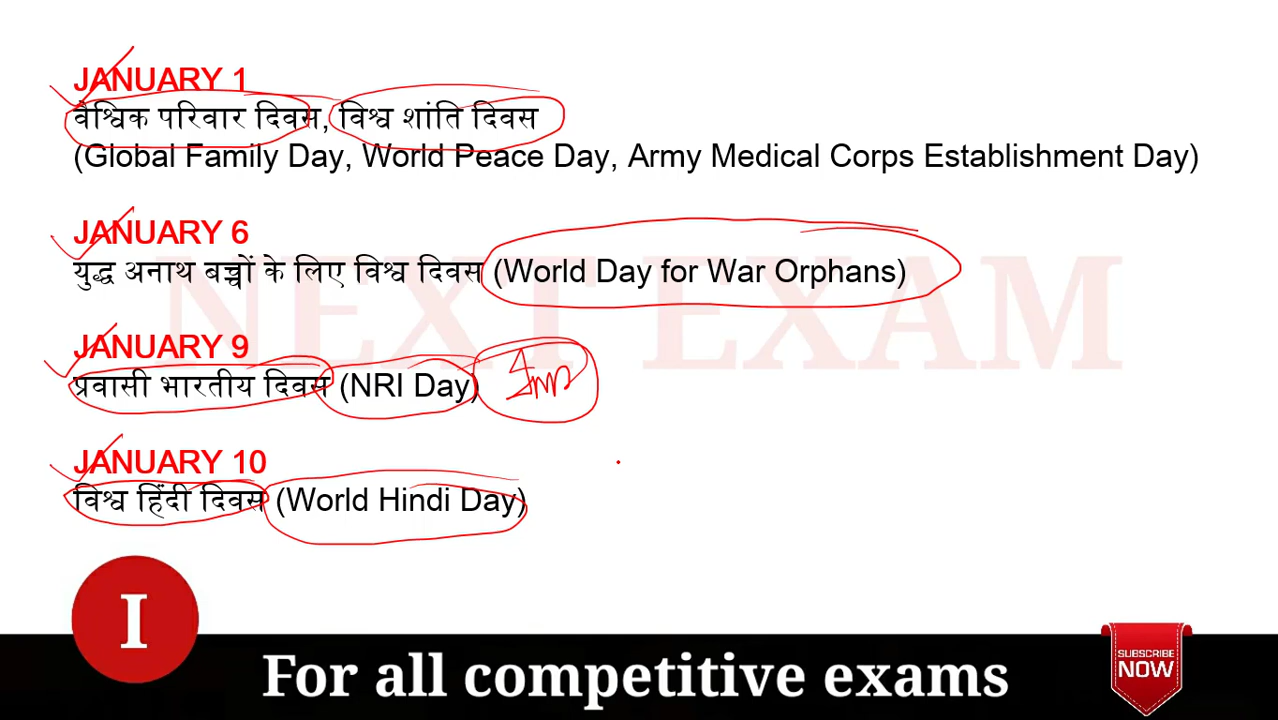 JANUARY 1
वैश्विक परिवार दिवस, विश्व शांति दिवस
(Global Family Day, World Peace Day, Army Medical Corps Establishment Day)
JANUARY 6
युद्ध अनाथ बच्चों के लिए विश्व दिवस (World Day for War Orphans)
NEXT EXAM
JANUARY 9
प्रवासी भारतीय दिवस (NRI Day) Imp
JANUARY 10
विश्व हिंदी दिवस (World Hindi Day)
I
For all competitive exams
SUBSCRIBE
NOW